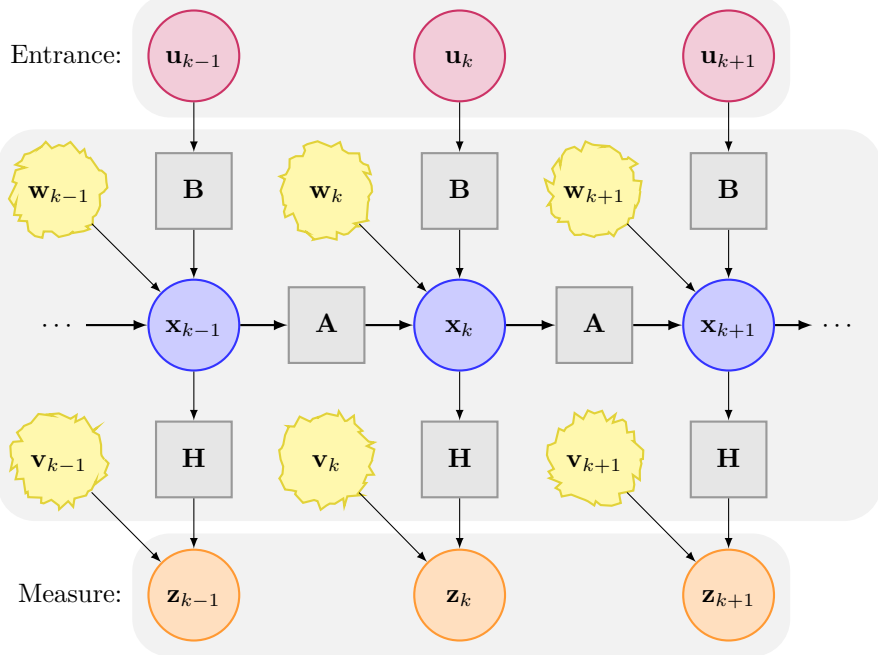 Entrance: u_{k−1} u_k u_{k+1}
w_{k−1} B w_k B w_{k+1} B
⋯ x_{k−1} A x_k A x_{k+1} ⋯
v_{k−1} H v_k H v_{k+1} H
Measure: z_{k−1} z_k z_{k+1}